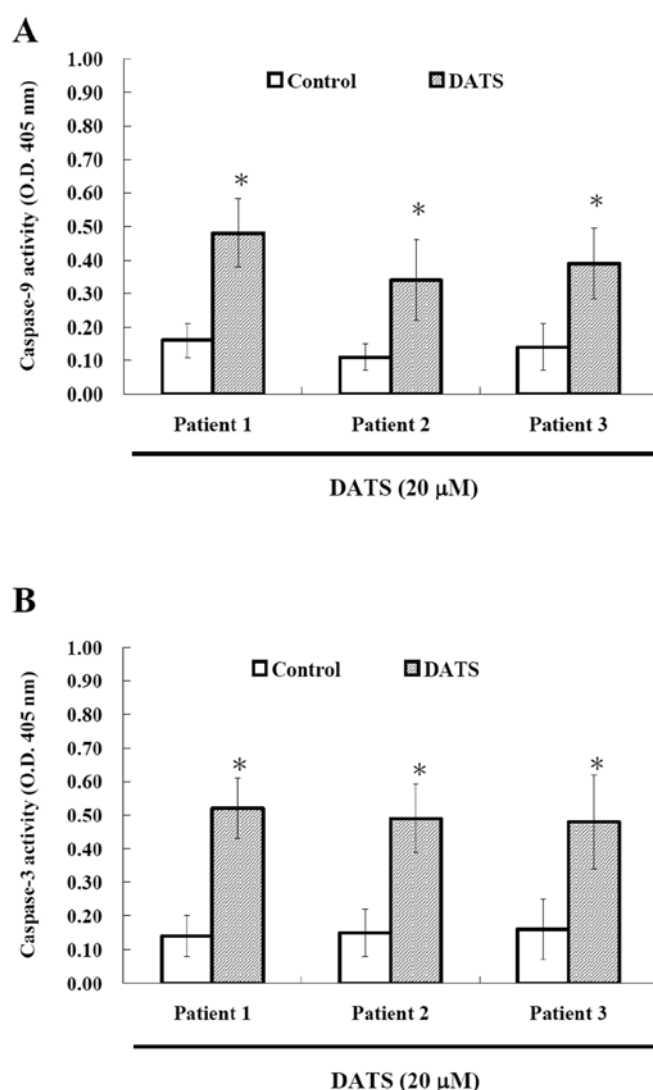 A
Caspase-9 activity (O.D. 405 nm)
1.00
0.90
0.80
0.70
0.60
0.50
0.40
0.30
0.20
0.10
0.00
Control DATS
* * *
Patient 1 Patient 2 Patient 3
DATS (20 μM)
B
Caspase-3 activity (O.D. 405 nm)
1.00
0.90
0.80
0.70
0.60
0.50
0.40
0.30
0.20
0.10
0.00
Control DATS
* * *
Patient 1 Patient 2 Patient 3
DATS (20 μM)